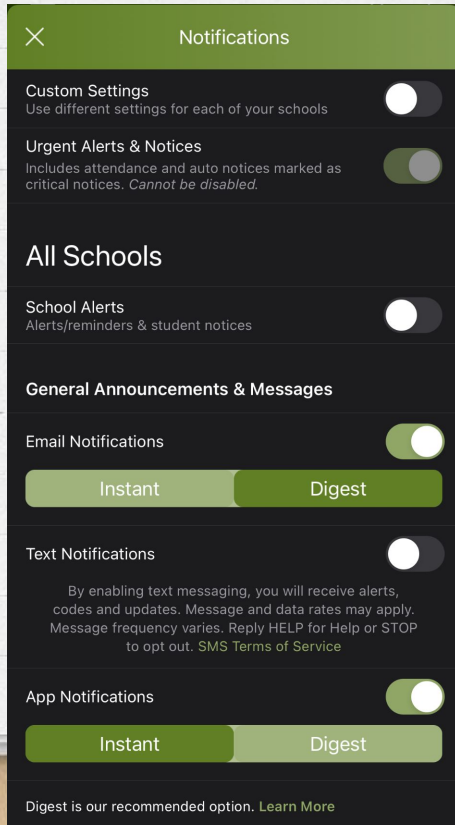 Notifications
Custom Settings
Use different settings for each of your schools
Urgent Alerts & Notices
Includes attendance and auto notices marked as
critical notices. Cannot be disabled.
All Schools
School Alerts
Alerts/reminders & student notices
General Announcements & Messages
Email Notifications
Instant Digest
Text Notifications
By enabling text messaging, you will receive alerts,
codes and updates. Message and data rates may apply.
Message frequency varies. Reply HELP for Help or STOP
to opt out. SMS Terms of Service
App Notifications
Instant Digest
Digest is our recommended option. Learn More